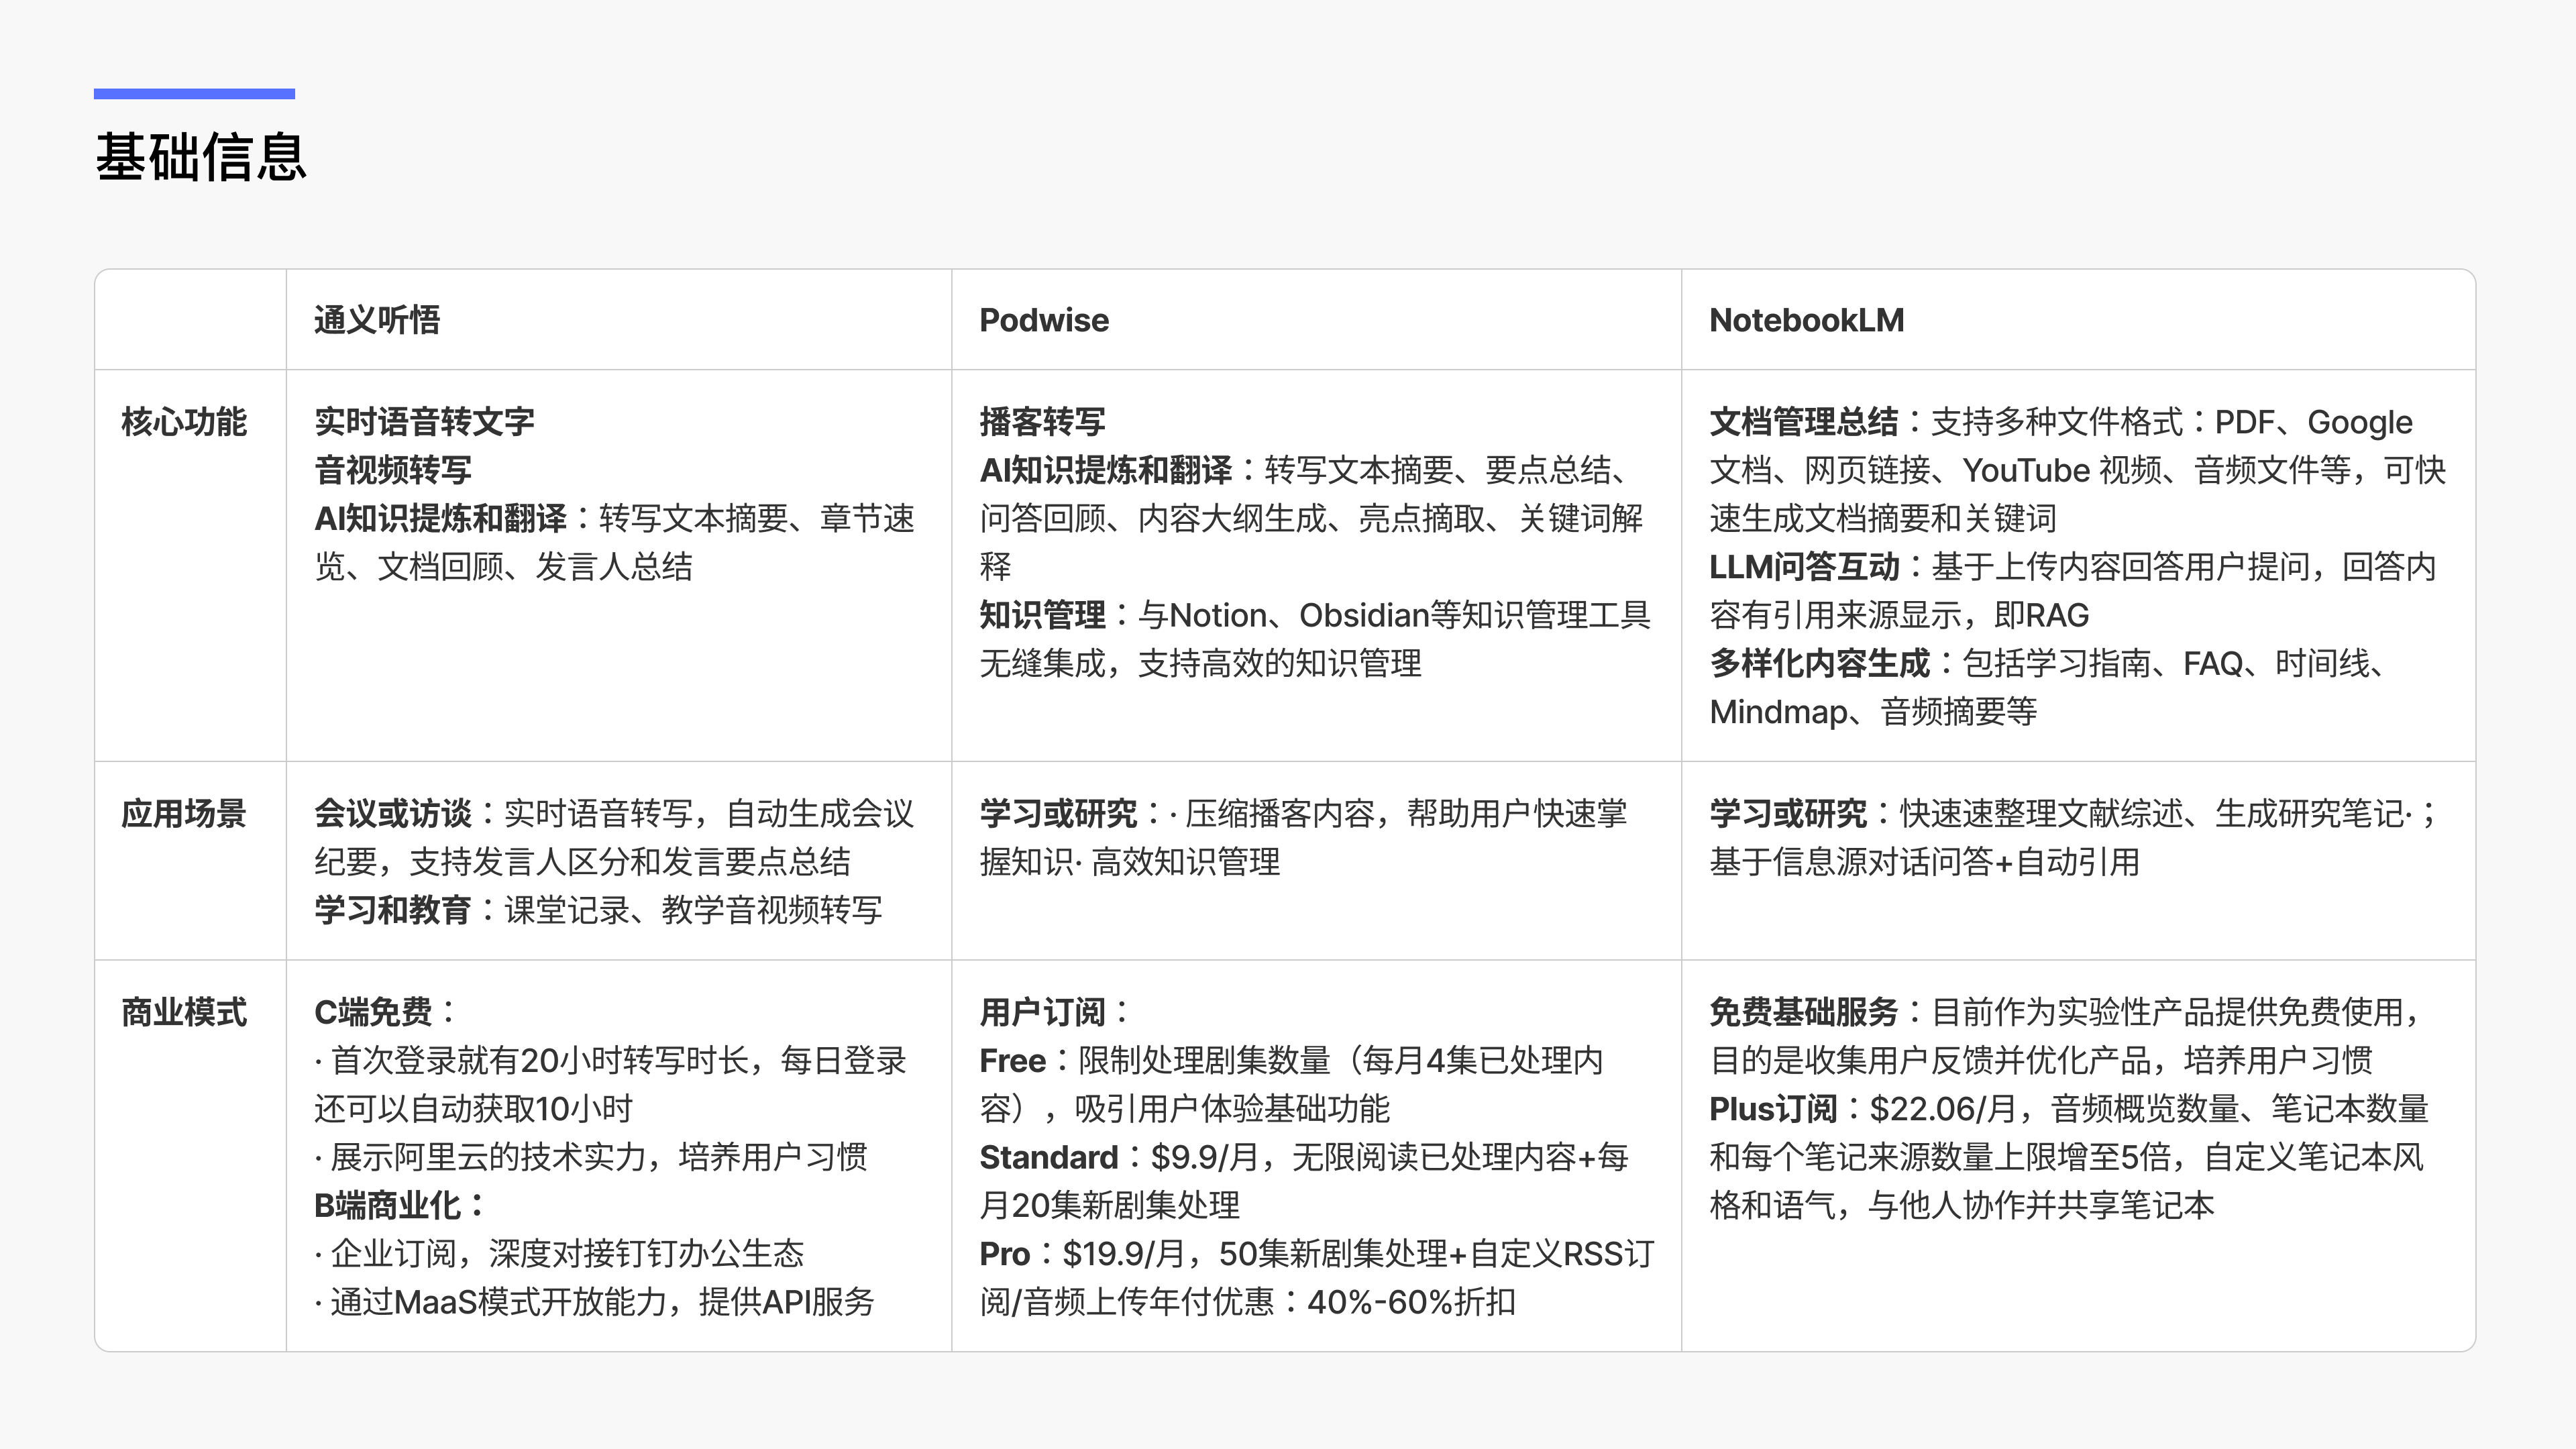 基础信息
通义听悟
Podwise
NotebookLM
核心功能
实时语音转文字
音视频转写
AI知识提炼和翻译：转写文本摘要、章节速
览、文档回顾、发言人总结
播客转写
AI知识提炼和翻译：转写文本摘要、要点总结、
问答回顾、内容大纲生成、亮点摘取、关键词解
释
知识管理：与Notion、Obsidian等知识管理工具
无缝集成，支持高效的知识管理
文档管理总结：支持多种文件格式：PDF、Google
文档、网页链接、YouTube 视频、音频文件等，可快
速生成文档摘要和关键词
LLM问答互动：基于上传内容回答用户提问，回答内
容有引用来源显示，即RAG
多样化内容生成：包括学习指南、FAQ、时间线、
Mindmap、音频摘要等
应用场景
会议或访谈：实时语音转写，自动生成会议
纪要，支持发言人区分和发言要点总结
学习和教育：课堂记录、教学音视频转写
学习或研究：· 压缩播客内容，帮助用户快速掌
握知识· 高效知识管理
学习或研究：快速速整理文献综述、生成研究笔记·；
基于信息源对话问答+自动引用
商业模式
C端免费：
· 首次登录就有20小时转写时长，每日登录
还可以自动获取10小时
· 展示阿里云的技术实力，培养用户习惯
B端商业化：
· 企业订阅，深度对接钉钉办公生态
· 通过MaaS模式开放能力，提供API服务
用户订阅：
Free：限制处理剧集数量（每月4集已处理内
容），吸引用户体验基础功能
Standard：$9.9/月，无限阅读已处理内容+每
月20集新剧集处理
Pro：$19.9/月，50集新剧集处理+自定义RSS订
阅/音频上传年付优惠：40%-60%折扣
免费基础服务：目前作为实验性产品提供免费使用，
目的是收集用户反馈并优化产品，培养用户习惯
Plus订阅：$22.06/月，音频概览数量、笔记本数量
和每个笔记来源数量上限增至5倍，自定义笔记本风
格和语气，与他人协作并共享笔记本